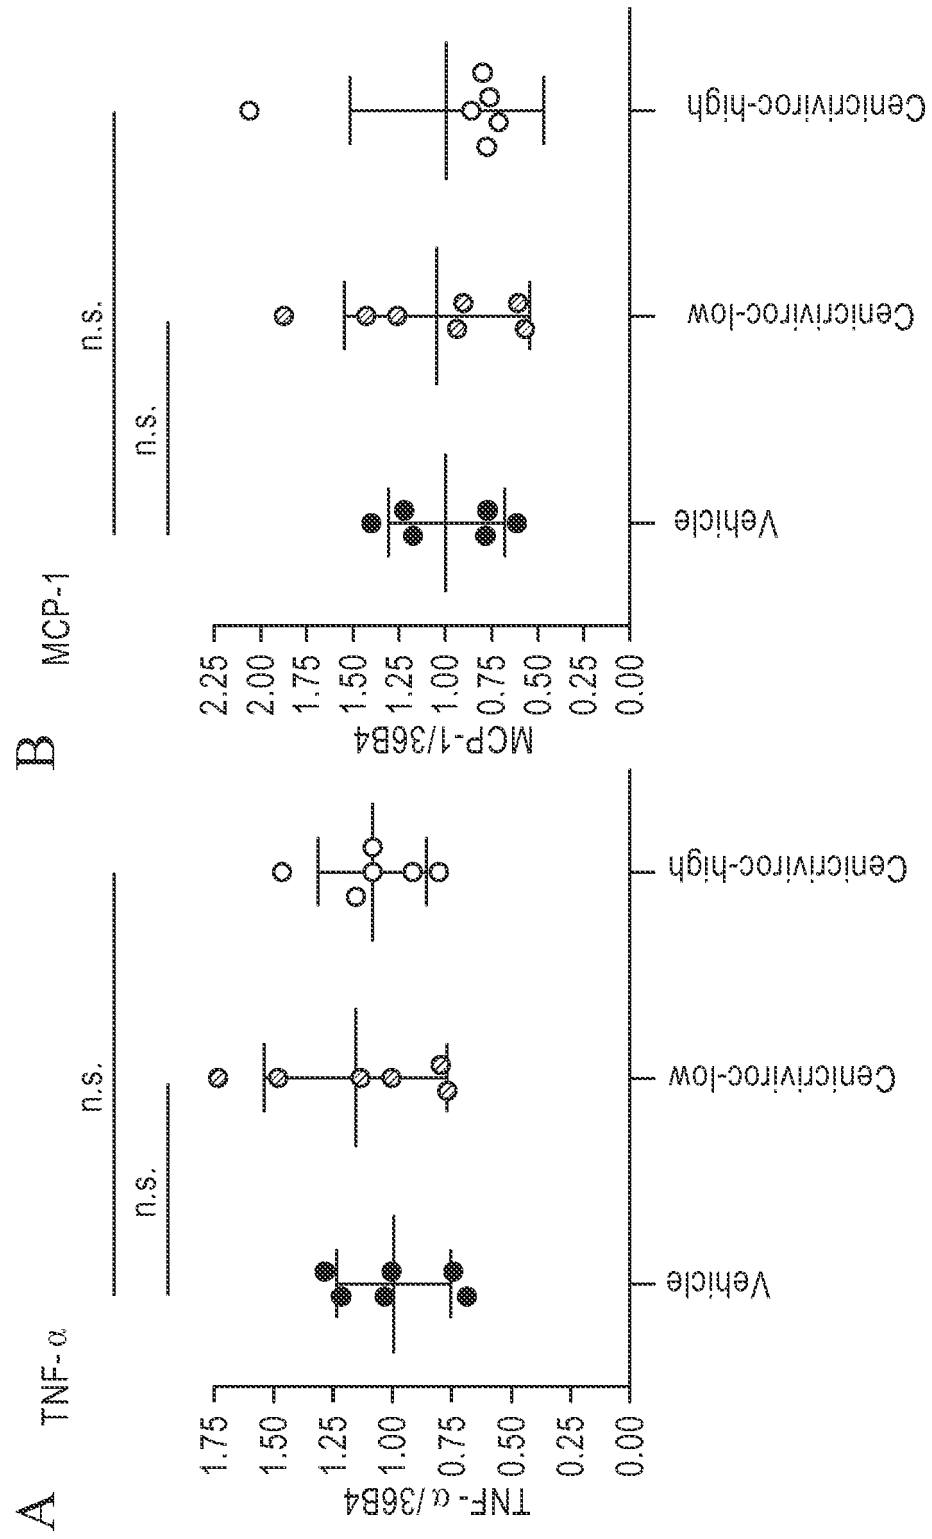 A TNF-α
n.s.
n.s.
TNF-α/36B4
1.75
1.50
1.25
1.00
0.75
0.50
0.25
0.00
Vehicle
Cenicriviroc-low
Cenicriviroc-high
B MCP-1
n.s.
n.s.
MCP-1/36B4
2.25
2.00
1.75
1.50
1.25
1.00
0.75
0.50
0.25
0.00
Vehicle
Cenicriviroc-low
Cenicriviroc-high